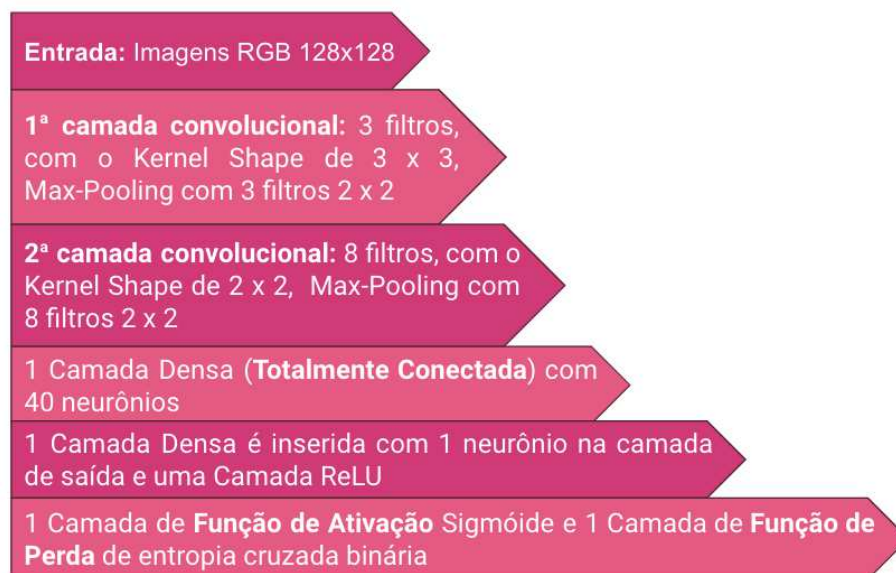 Entrada: Imagens RGB 128x128
1ª camada convolucional: 3 filtros,
com o Kernel Shape de 3 x 3,
Max-Pooling com 3 filtros 2 x 2
2ª camada convolucional: 8 filtros, com o
Kernel Shape de 2 x 2, Max-Pooling com
8 filtros 2 x 2
1 Camada Densa (Totalmente Conectada) com
40 neurônios
1 Camada Densa é inserida com 1 neurônio na camada
de saída e uma Camada ReLU
1 Camada de Função de Ativação Sigmóide e 1 Camada de Função de
Perda de entropia cruzada binária